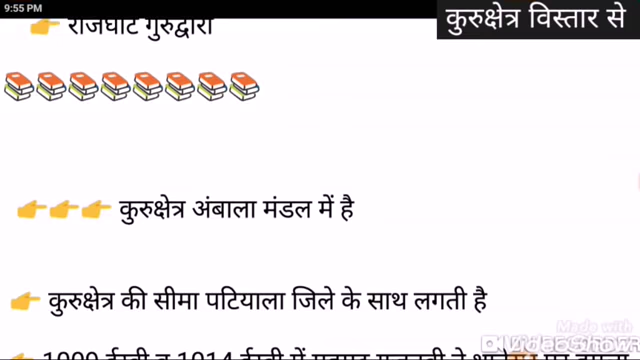 9:55 PM
कुरुक्षेत्र विस्तार से
👉 राजघाट गुरुद्वारा
👉👉👉 कुरुक्षेत्र अंबाला मंडल में है
👉 कुरुक्षेत्र की सीमा पटियाला जिले के साथ लगती है
Made with